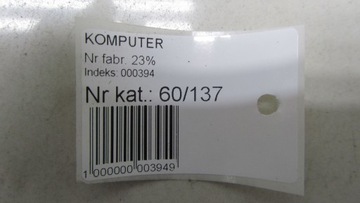 KOMPUTER
Nr fabr. 23%
Indeks: 000394
Nr kat.: 60/137
1 000000 003949